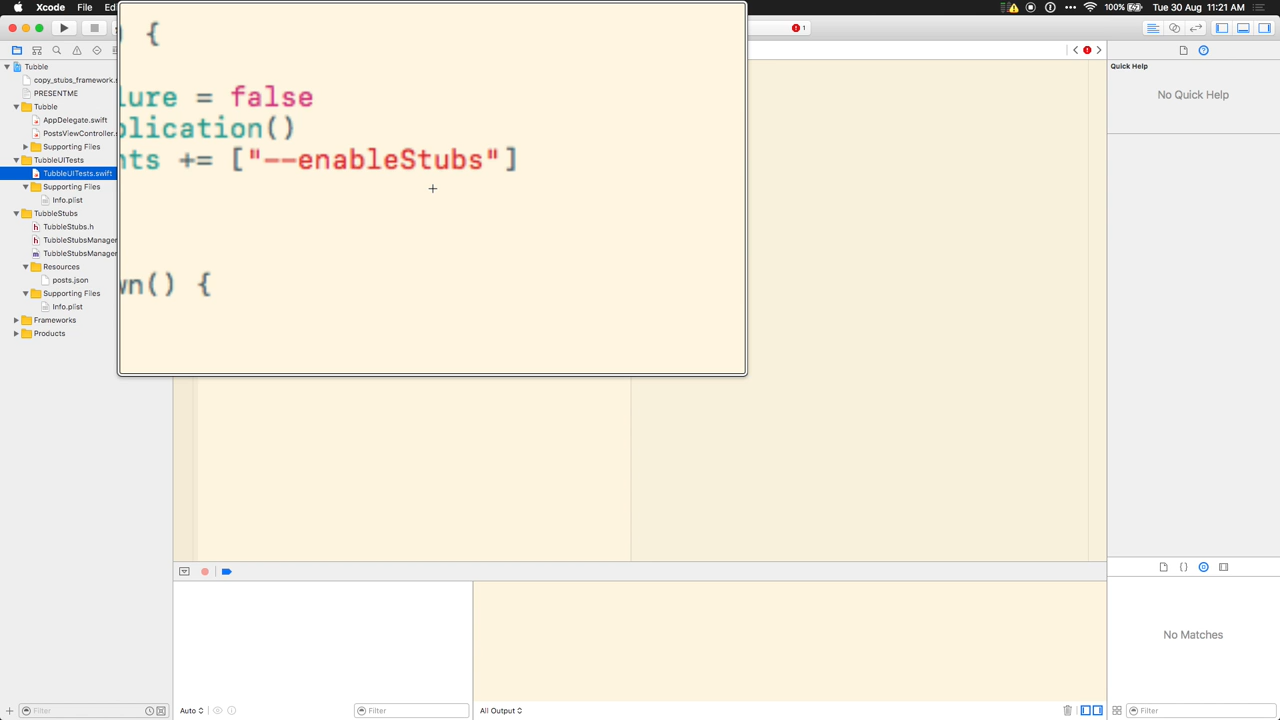 Xcode File Ed 100% Tue 30 Aug 11:21 AM
1
) {
lure = false
plication()
nts += ["--enableStubs"]
wn() {
Tubble
copy_stubs_framework.s
PRESENTME
Tubble
AppDelegate.swift
PostsViewController.
Supporting Files
TubbleUITests
TubbleUITests.swift
Supporting Files
Info.plist
TubbleStubs
TubbleStubs.h
TubbleStubsManager
TubbleStubsManager
Resources
posts.json
Supporting Files
Info.plist
Frameworks
Products
Quick Help
No Quick Help
No Matches
Filter
Auto
Filter
All Output
Filter